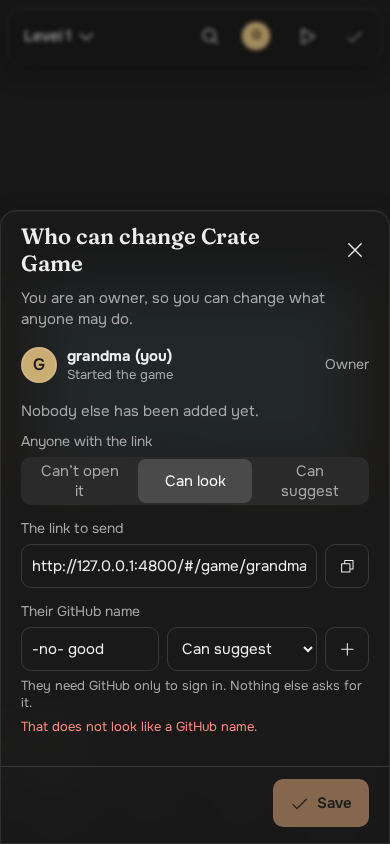 Level 1
G
Who can change Crate
Game
You are an owner, so you can change what
anyone may do.
G
grandma (you)
Started the game
Owner
Nobody else has been added yet.
Anyone with the link
Can't open
it
Can look
Can
suggest
The link to send
http://127.0.0.1:4800/#/game/grandma
Their GitHub name
-no- good
Can suggest
They need GitHub only to sign in. Nothing else asks for
it.
That does not look like a GitHub name.
Save